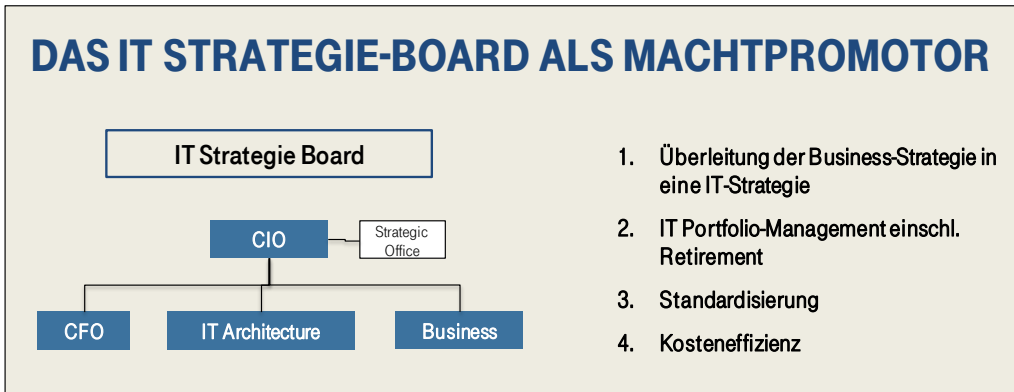 DAS IT STRATEGIE-BOARD ALS MACHTPROMOTOR
IT Strategie Board
CIO
Strategic
Office
CFO
IT Architecture
Business
1. Überleitung der Business-Strategie in
eine IT-Strategie
2. IT Portfolio-Management einschl.
Retirement
3. Standardisierung
4. Kosteneffizienz